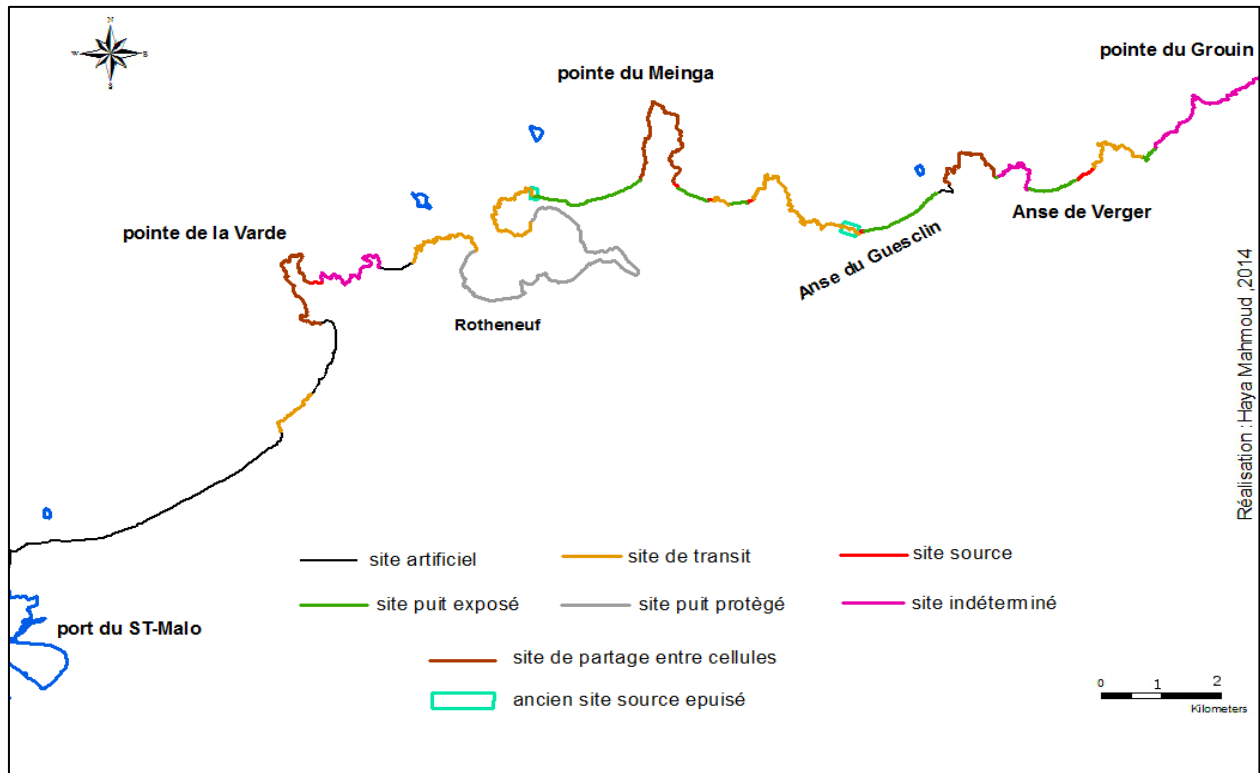 N
W
E
S
pointe du Grouin
pointe du Meinga
pointe de la Varde
Anse de Verger
Anse du Guesclin
Rotheneuf
Réalisation : Haya Mahmoud ,2014
site artificiel
site de transit
site source
site puit exposé
site puit protègé
site indéterminé
port du ST-Malo
site de partage entre cellules
ancien site source epuisé
0 1 2
Kilometers